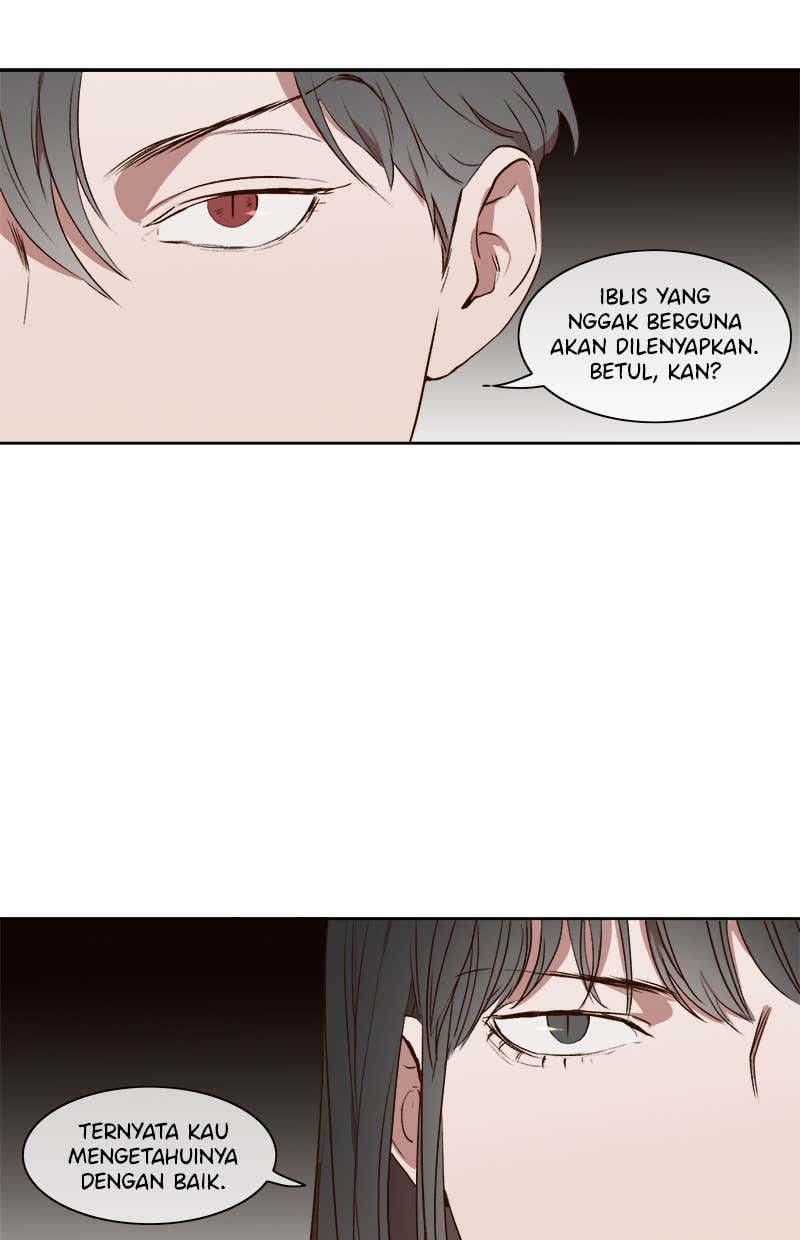 IBLIS YANG
NGGAK BERGUNA
AKAN DILENYAPKAN.
BETUL, KAN?
TERNYATA KAU
MENGETAHUINYA
DENGAN BAIK.